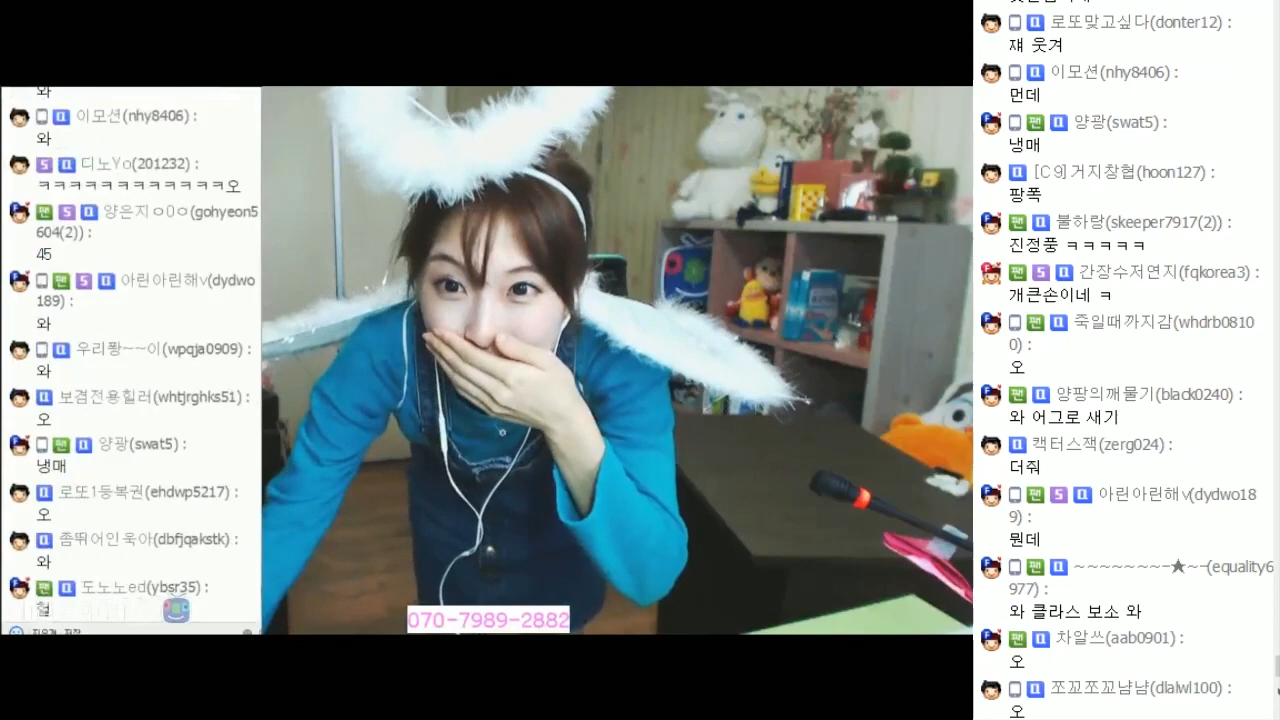 와
이모션(nhy8406) :
와
디노Yo(201232) :
ㅋㅋㅋㅋㅋㅋㅋㅋㅋㅋㅋㅋ오
양은지ㅇ0ㅇ(gohyeon5
604(2)) :
45
아린아린해v(dydwo
189) :
와
우리쫭~~이(wpqja0909) :
와
보겸전용힐러(whtjrghks51) :
오
양광(swat5) :
냉매
로또1등복권(ehdwp5217) :
오
좀뛰어인욱아(dbfjqakstk) :
와
도노노ed(ybsr35) :
헐
070-7989-2882
로또맞고싶다(donter12) :
쟤 웃겨
이모션(nhy8406) :
먼데
양광(swat5) :
냉매
[C9]거지창협(hoon127) :
팡폭
불하랑(skeeper7917(2)) :
진정풍 ㅋㅋㅋㅋㅋ
간장수저연지(fqkorea3) :
개큰손이네 ㅋ
죽일때까지감(whdrb0810
0) :
오
양팡의깨물기(black0240) :
와 어그로 새기
캑터스잭(zerg024) :
더줘
아린아린해v(dydwo18
9) :
뭔데
~~~~~~~~★~~(equality6
977) :
와 클라스 보소 와
차알쓰(aab0901) :
오
쪼꼬쪼꼬냠냠(dlalwl100) :
오